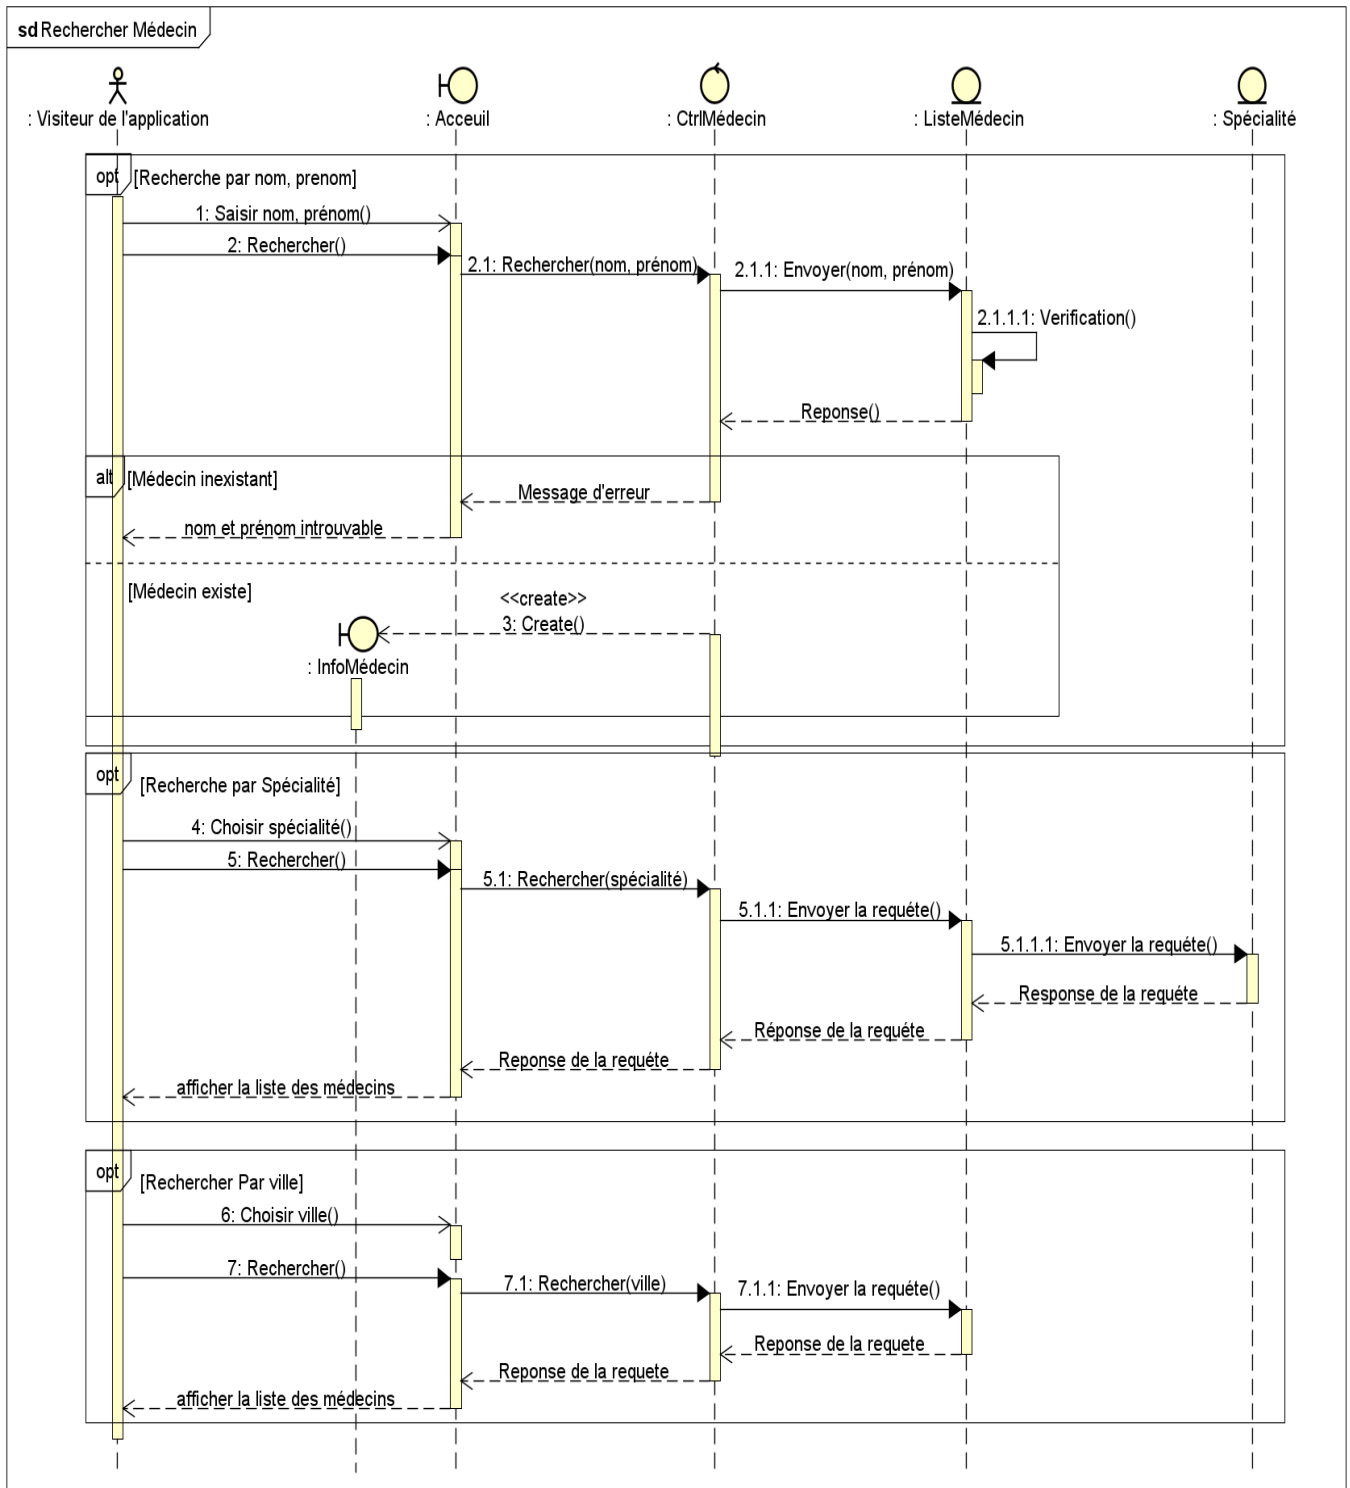 sd Rechercher Médecin
: Visiteur de l'application
: Acceuil
: CtrlMédecin
: ListeMédecin
: Spécialité
opt [Recherche par nom, prenom]
1: Saisir nom, prénom()
2: Rechercher()
2.1: Rechercher(nom, prénom)
2.1.1: Envoyer(nom, prénom)
2.1.1.1: Verification()
Reponse()
alt [Médecin inexistant]
Message d'erreur
nom et prénom introuvable
[Médecin existe]
<<create>>
3: Create()
: InfoMédecin
opt [Recherche par Spécialité]
4: Choisir spécialité()
5: Rechercher()
5.1: Rechercher(spécialité)
5.1.1: Envoyer la requéte()
5.1.1.1: Envoyer la requéte()
Response de la requéte
Réponse de la requéte
Reponse de la requéte
afficher la liste des médecins
opt [Rechercher Par ville]
6: Choisir ville()
7: Rechercher()
7.1: Rechercher(ville)
7.1.1: Envoyer la requéte()
Reponse de la requete
Reponse de la requete
afficher la liste des médecins